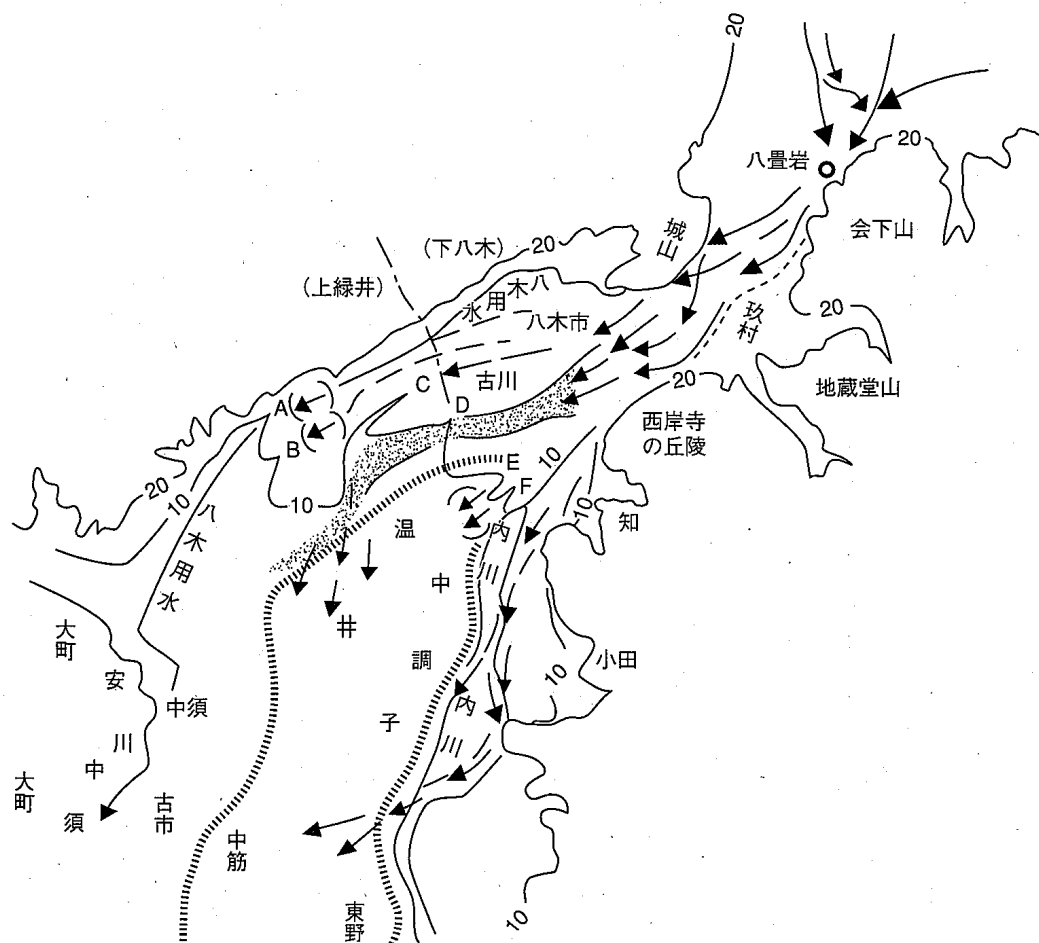 20
20
八畳岩
会下山
城山
(下八木)
20
(上緑井)
八木用水
八木市
玖村
20
地蔵堂山
古川
C
D
20
A
B
西岸寺
の丘陵
E
F
10
10
20
10
10
知
八木用水
温井
内川
中調子
大町
安川
中須
小田
10
内川
大町
中須
古市
中筋
東野
10